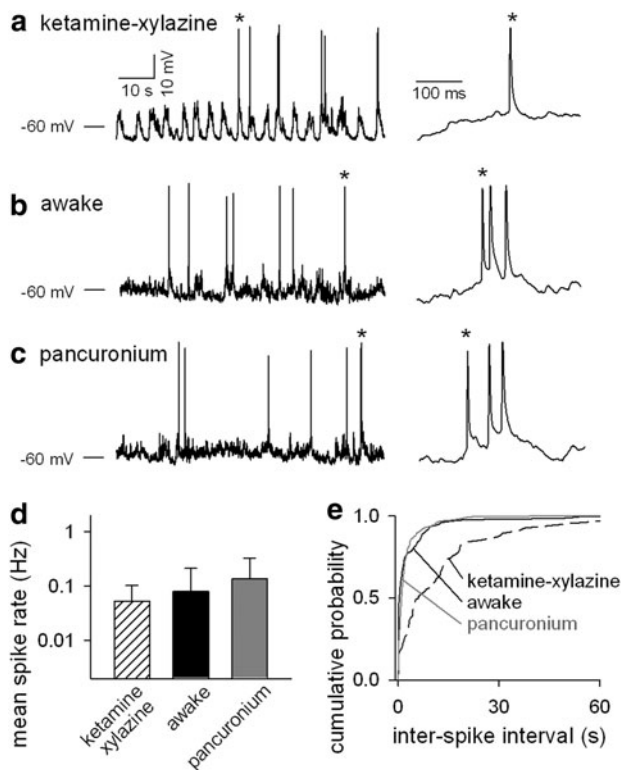 a ketamine-xylazine
*
*
10 s
10 mV
100 ms
-60 mV
b awake
*
*
-60 mV
c pancuronium
*
*
-60 mV
d
mean spike rate (Hz)
1
0.1
0.01
ketamine
xylazine
awake
pancuronium
e
cumulative probability
1.0
0.5
0.0
ketamine-xylazine
awake
pancuronium
0
20
40
60
inter-spike interval (s)